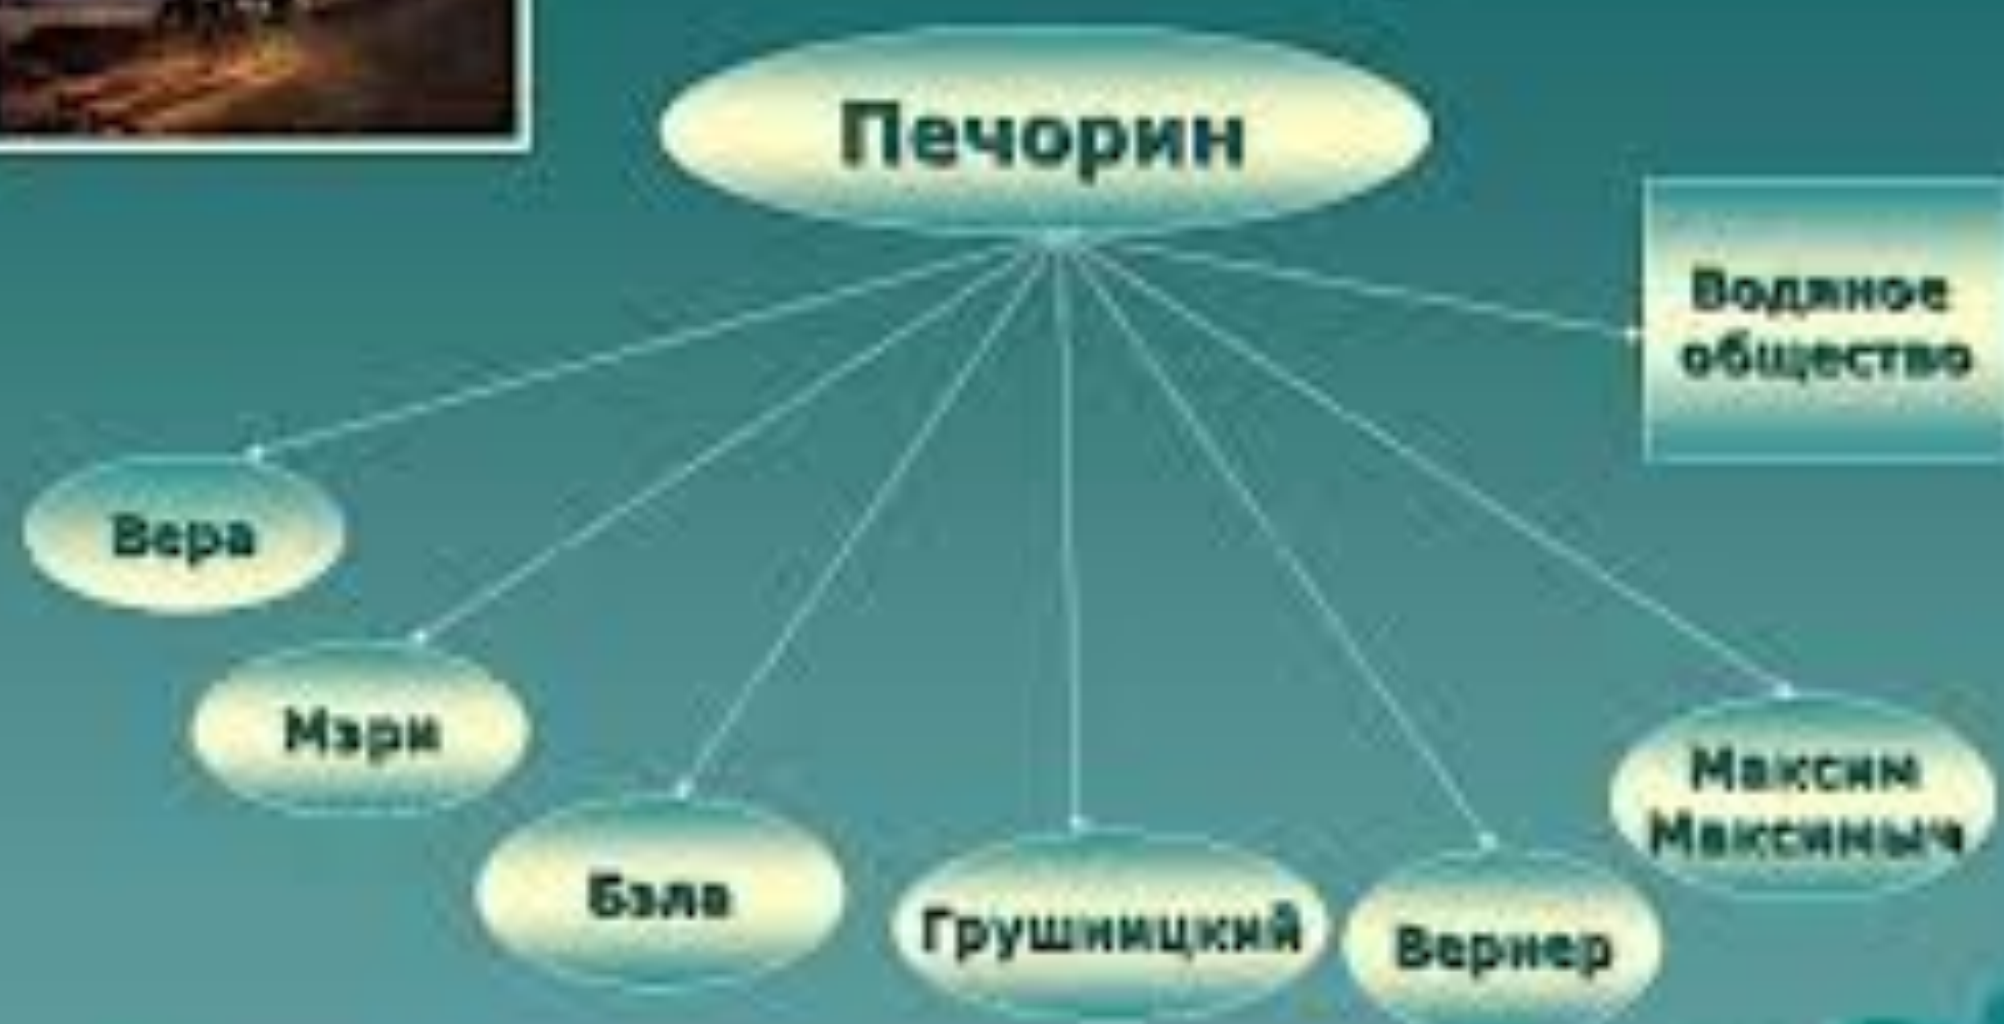 Печорин
Водяное
общество
Вера
Мэри
Бэла
Грушницкий
Вернер
Максим
Максимыч